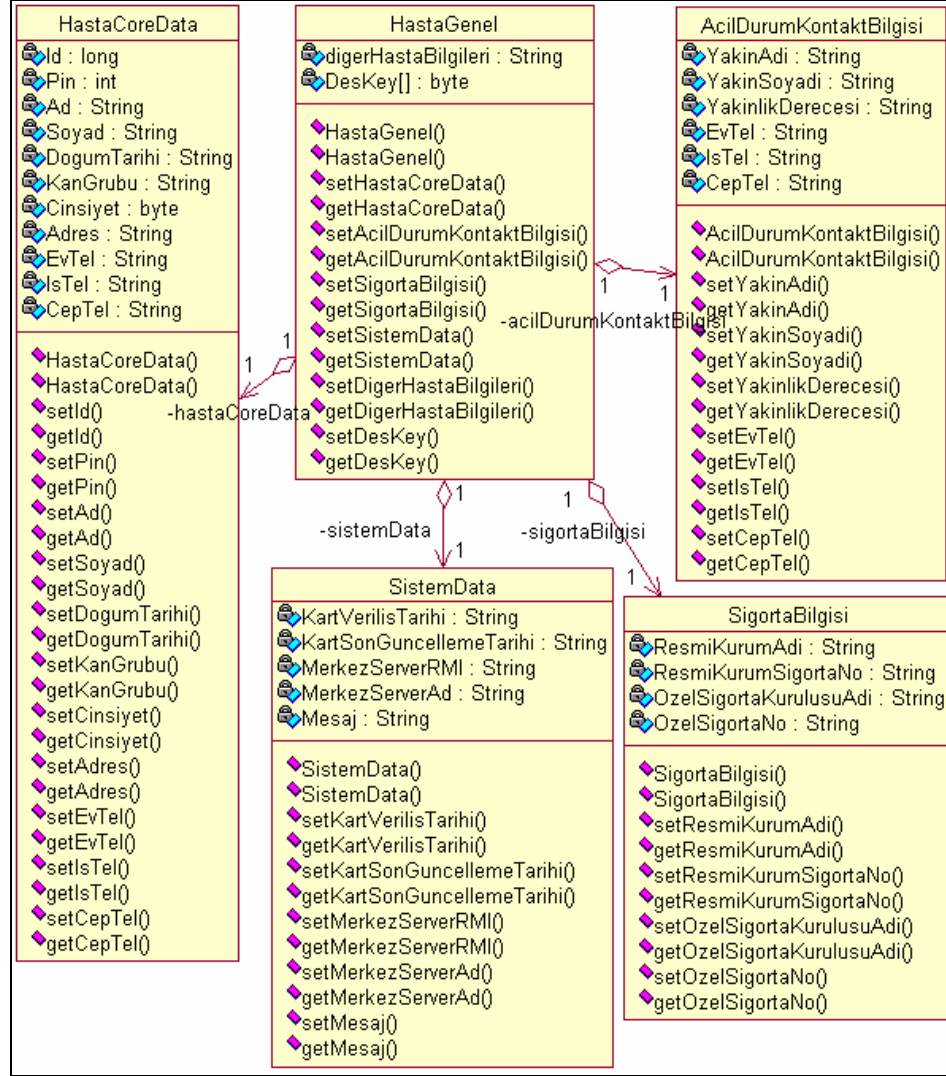 HastaCoreData
Id : long
Pin : int
Ad : String
Soyad : String
DogumTarihi : String
KanGrubu : String
Cinsiyet : byte
Adres : String
EvTel : String
IsTel : String
CepTel : String
HastaCoreData()
HastaCoreData()
setId()
getId()
setPin()
getPin()
setAd()
getAd()
setSoyad()
getSoyad()
setDogumTarihi()
getDogumTarihi()
setKanGrubu()
getKanGrubu()
setCinsiyet()
getCinsiyet()
setAdres()
getAdres()
setEvTel()
getEvTel()
setIsTel()
getIsTel()
setCepTel()
getCepTel()
HastaGenel
digerHastaBilgileri : String
DesKey[] : byte
HastaGenel()
HastaGenel()
setHastaCoreData()
getHastaCoreData()
setAcilDurumKontaktBilgisi()
getAcilDurumKontaktBilgisi()
setSigortaBilgisi()
getSigortaBilgisi()
setSistemData()
getSistemData()
setDigerHastaBilgileri()
getDigerHastaBilgileri()
setDesKey()
getDesKey()
1
1
-hastaCoreData
1
1
-acilDurumKontaktBilgisi
1
-sistemData
1
1
-sigortaBilgisi
1
AcilDurumKontaktBilgisi
YakinAdi : String
YakinSoyadi : String
YakinlikDerecesi : String
EvTel : String
IsTel : String
CepTel : String
AcilDurumKontaktBilgisi()
AcilDurumKontaktBilgisi()
setYakinAdi()
getYakinAdi()
setYakinSoyadi()
getYakinSoyadi()
setYakinlikDerecesi()
getYakinlikDerecesi()
setEvTel()
getEvTel()
setIsTel()
getIsTel()
setCepTel()
getCepTel()
SistemData
KartVerilisTarihi : String
KartSonGuncellemeTarihi : String
MerkezServerRMI : String
MerkezServerAd : String
Mesaj : String
SistemData()
SistemData()
setKartVerilisTarihi()
getKartVerilisTarihi()
setKartSonGuncellemeTarihi()
getKartSonGuncellemeTarihi()
setMerkezServerRMI()
getMerkezServerRMI()
setMerkezServerAd()
getMerkezServerAd()
setMesaj()
getMesaj()
SigortaBilgisi
ResmiKurumAdi : String
ResmiKurumSigortaNo : String
OzelSigortaKurulusuAdi : String
OzelSigortaNo : String
SigortaBilgisi()
SigortaBilgisi()
setResmiKurumAdi()
getResmiKurumAdi()
setResmiKurumSigortaNo()
getResmiKurumSigortaNo()
setOzelSigortaKurulusuAdi()
getOzelSigortaKurulusuAdi()
setOzelSigortaNo()
getOzelSigortaNo()